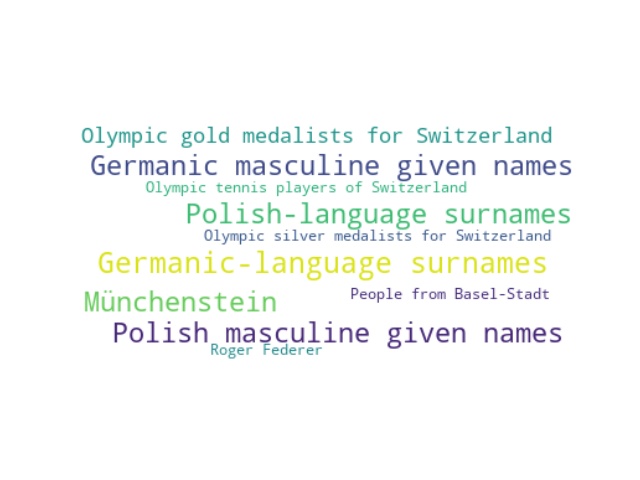 Olympic gold medalists for Switzerland
Germanic masculine given names
Olympic tennis players of Switzerland
Polish-language surnames
Olympic silver medalists for Switzerland
Germanic-language surnames
People from Basel-Stadt
Münchenstein
Polish masculine given names
Roger Federer